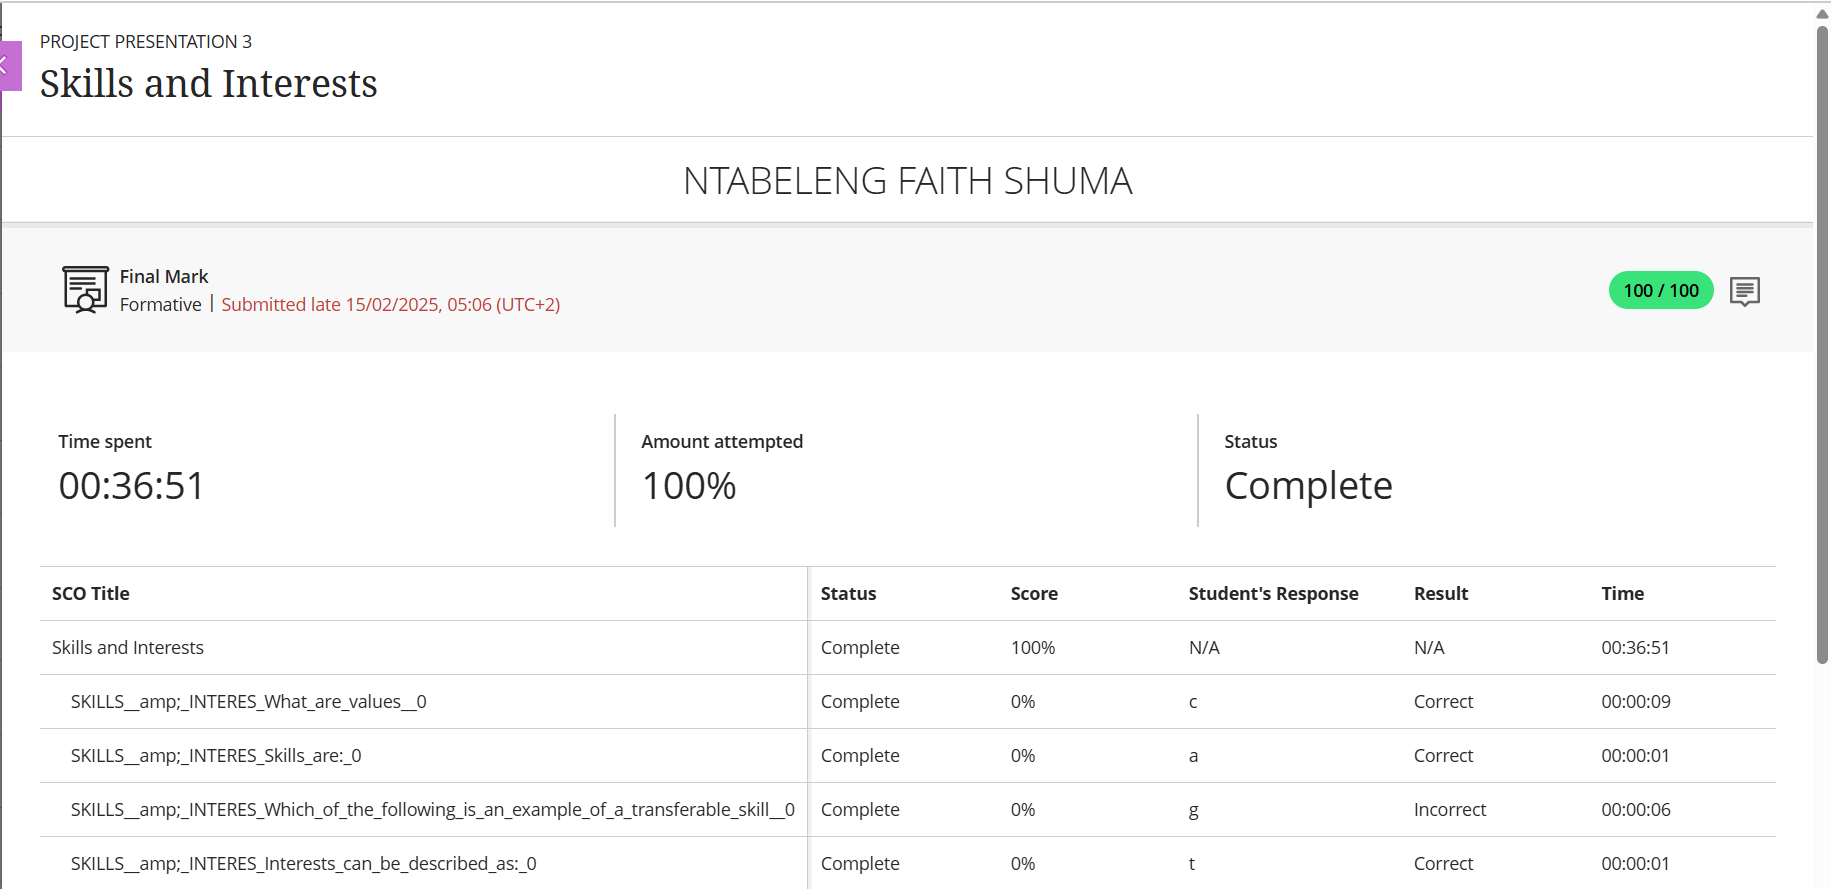 PROJECT PRESENTATION 3
Skills and Interests
NTABELENG FAITH SHUMA
Final Mark
Formative | Submitted late 15/02/2025, 05:06 (UTC+2)
100 / 100
Time spent
00:36:51
Amount attempted
100%
Status
Complete
SCO Title Status Score Student's Response Result Time
Skills and Interests Complete 100% N/A N/A 00:36:51
SKILLS__amp;_INTERES_What_are_values__0 Complete 0% c Correct 00:00:09
SKILLS__amp;_INTERES_Skills_are:_0 Complete 0% a Correct 00:00:01
SKILLS__amp;_INTERES_Which_of_the_following_is_an_example_of_a_transferable_skill__0 Complete 0% g Incorrect 00:00:06
SKILLS__amp;_INTERES_Interests_can_be_described_as:_0 Complete 0% t Correct 00:00:01